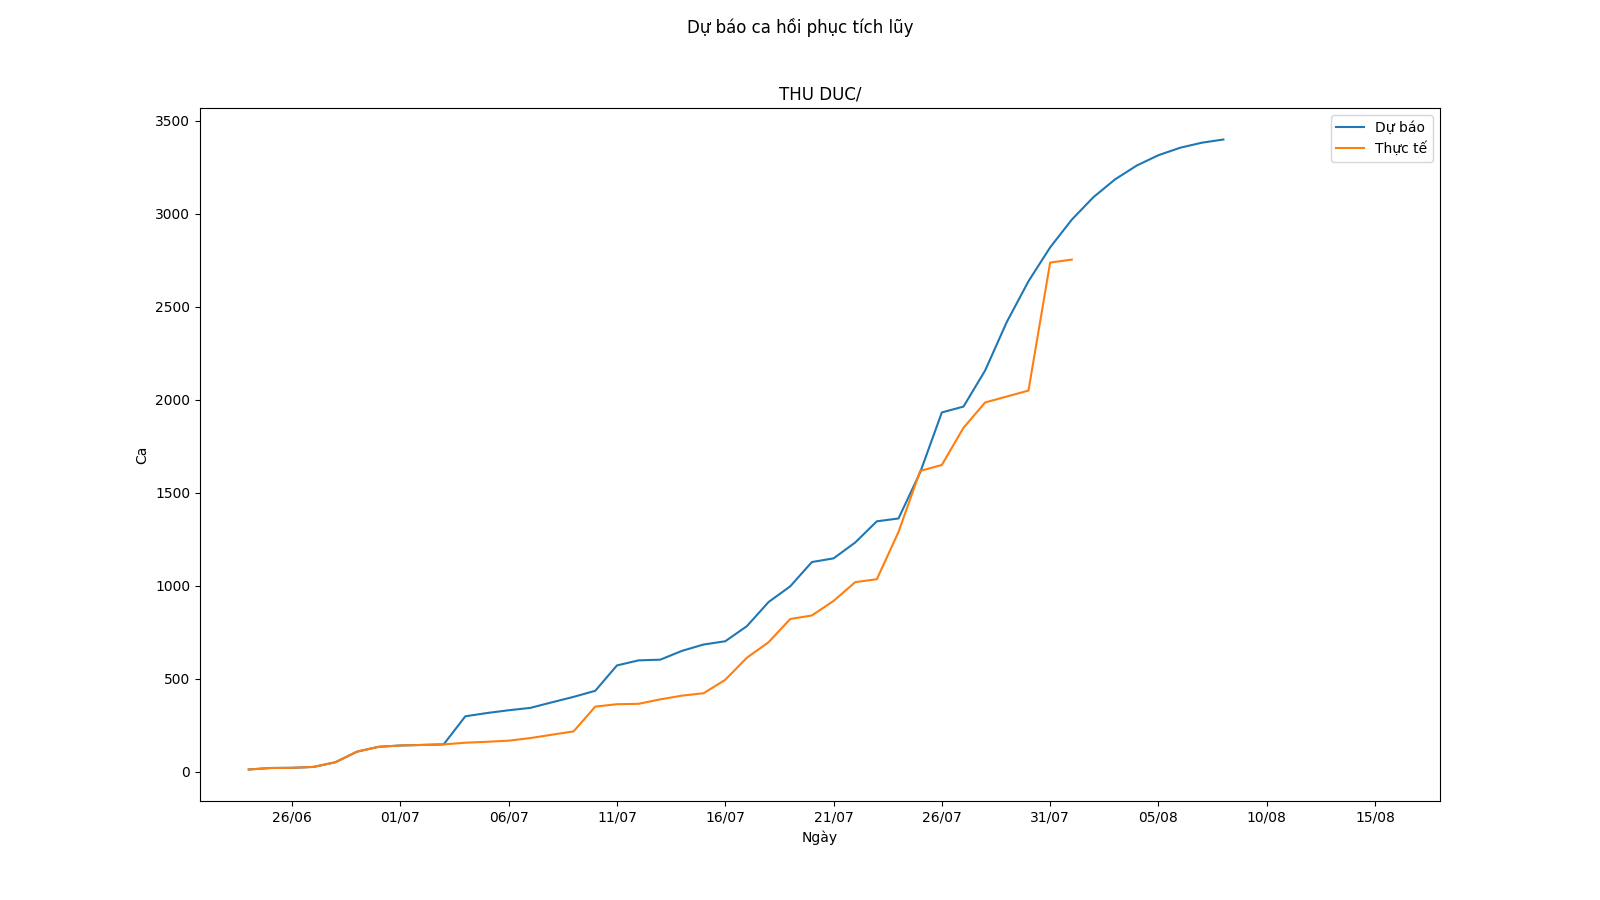 Dự báo ca hồi phục tích lũy
THU DUC/
3500
3000
2500
2000
1500
1000
500
0
Ca
Dự báo
Thực tế
26/06 01/07 06/07 11/07 16/07 21/07 26/07 31/07 05/08 10/08 15/08
Ngày